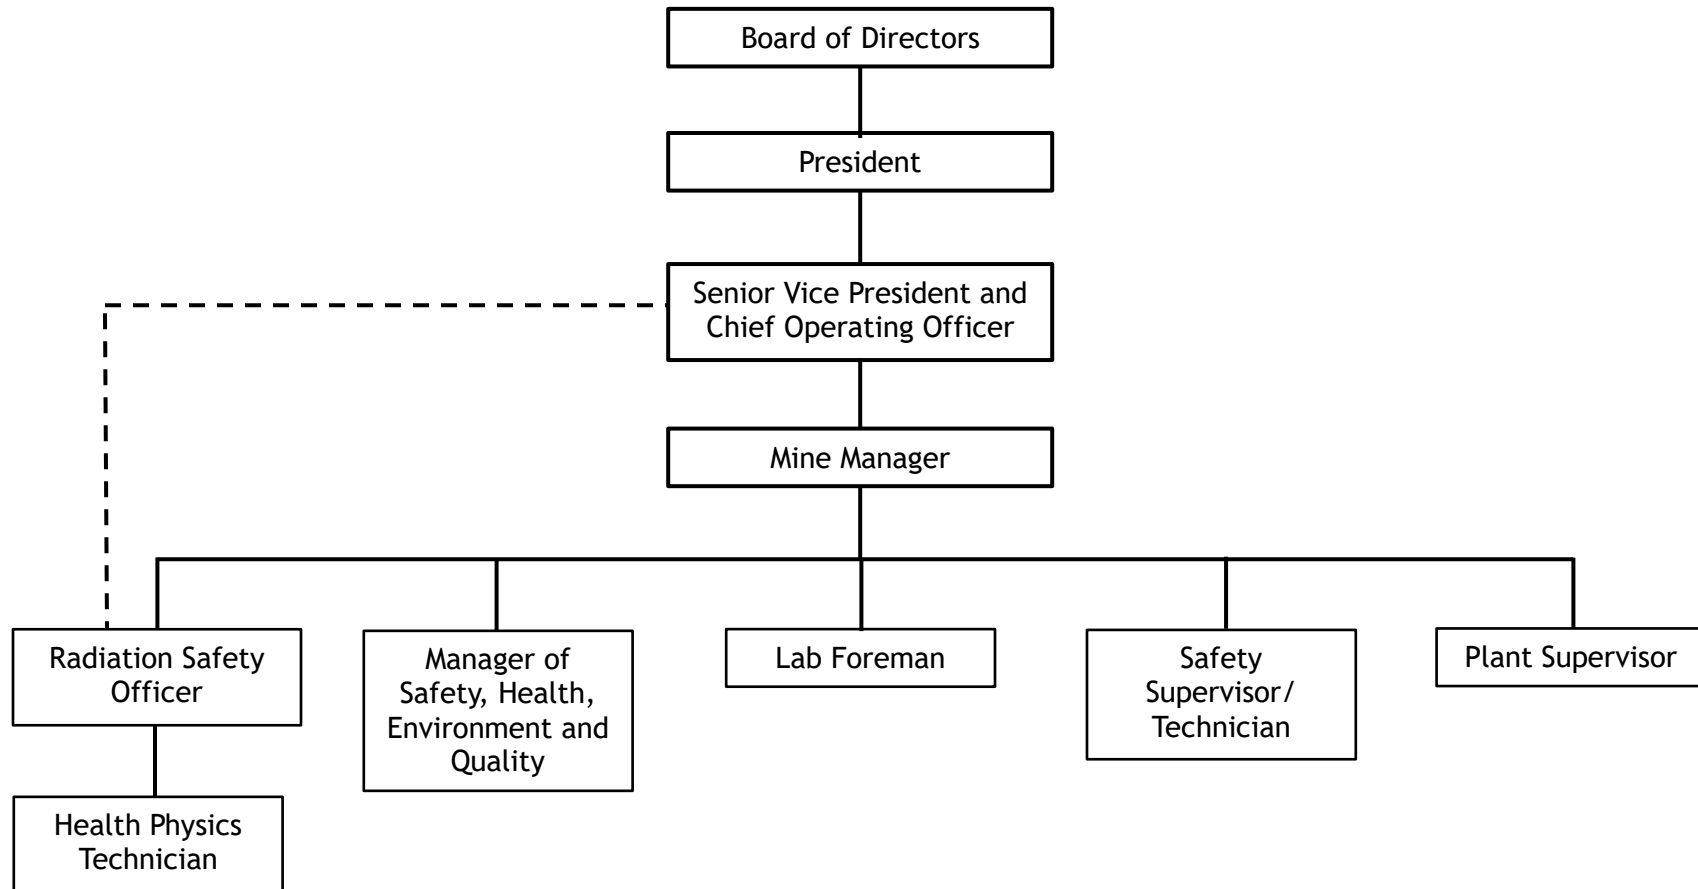 Board of Directors
President
Senior Vice President and
Chief Operating Officer
Mine Manager
Radiation Safety
Officer
Manager of
Safety, Health,
Environment and
Quality
Lab Foreman
Safety
Supervisor/
Technician
Plant Supervisor
Health Physics
Technician